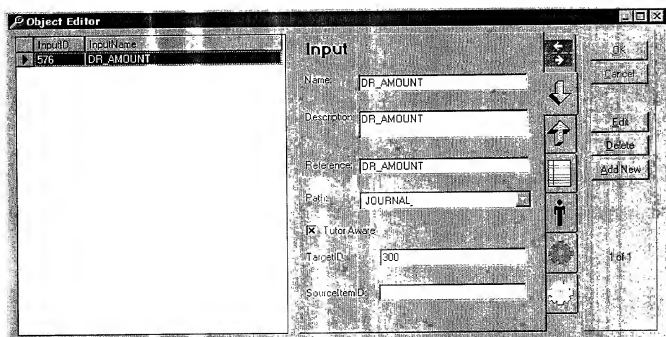 Object Editor
InputID InputName
576 DR_AMOUNT
Input
Name: DR_AMOUNT
Description: DR_AMOUNT
Reference: DR_AMOUNT
Path: JOURNAL_
Tutor Aware
TargetID: 300
SourceItemID:
Ok
Cancel
Edit
Delete
Add New
1 of 1